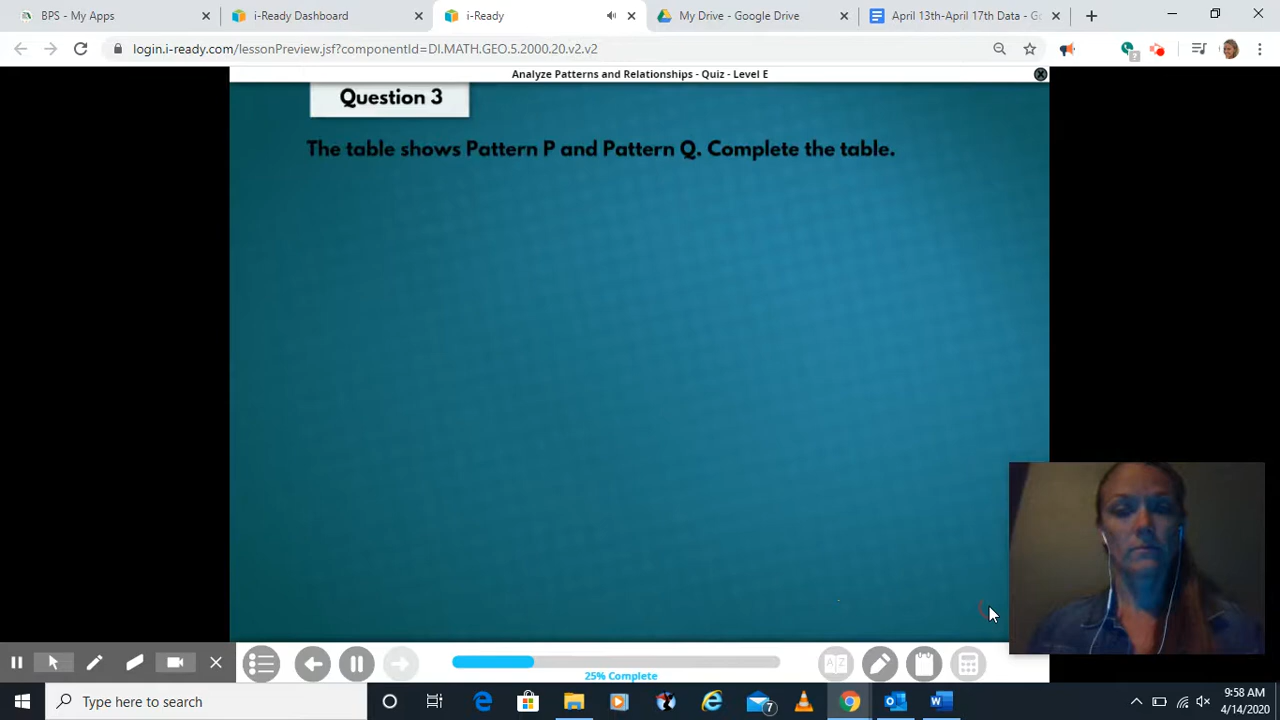 BPS - My Apps
i-Ready Dashboard
i-Ready
My Drive - Google Drive
April 13th-April 17th Data - Go
login.i-ready.com/lessonPreview.jsf?componentId=DI.MATH.GEO.5.2000.20.v2.v2
Analyze Patterns and Relationships - Quiz - Level E
Question 3
The table shows Pattern P and Pattern Q. Complete the table.
25% Complete
A-Z
Type here to search
7
9:58 AM
4/14/2020